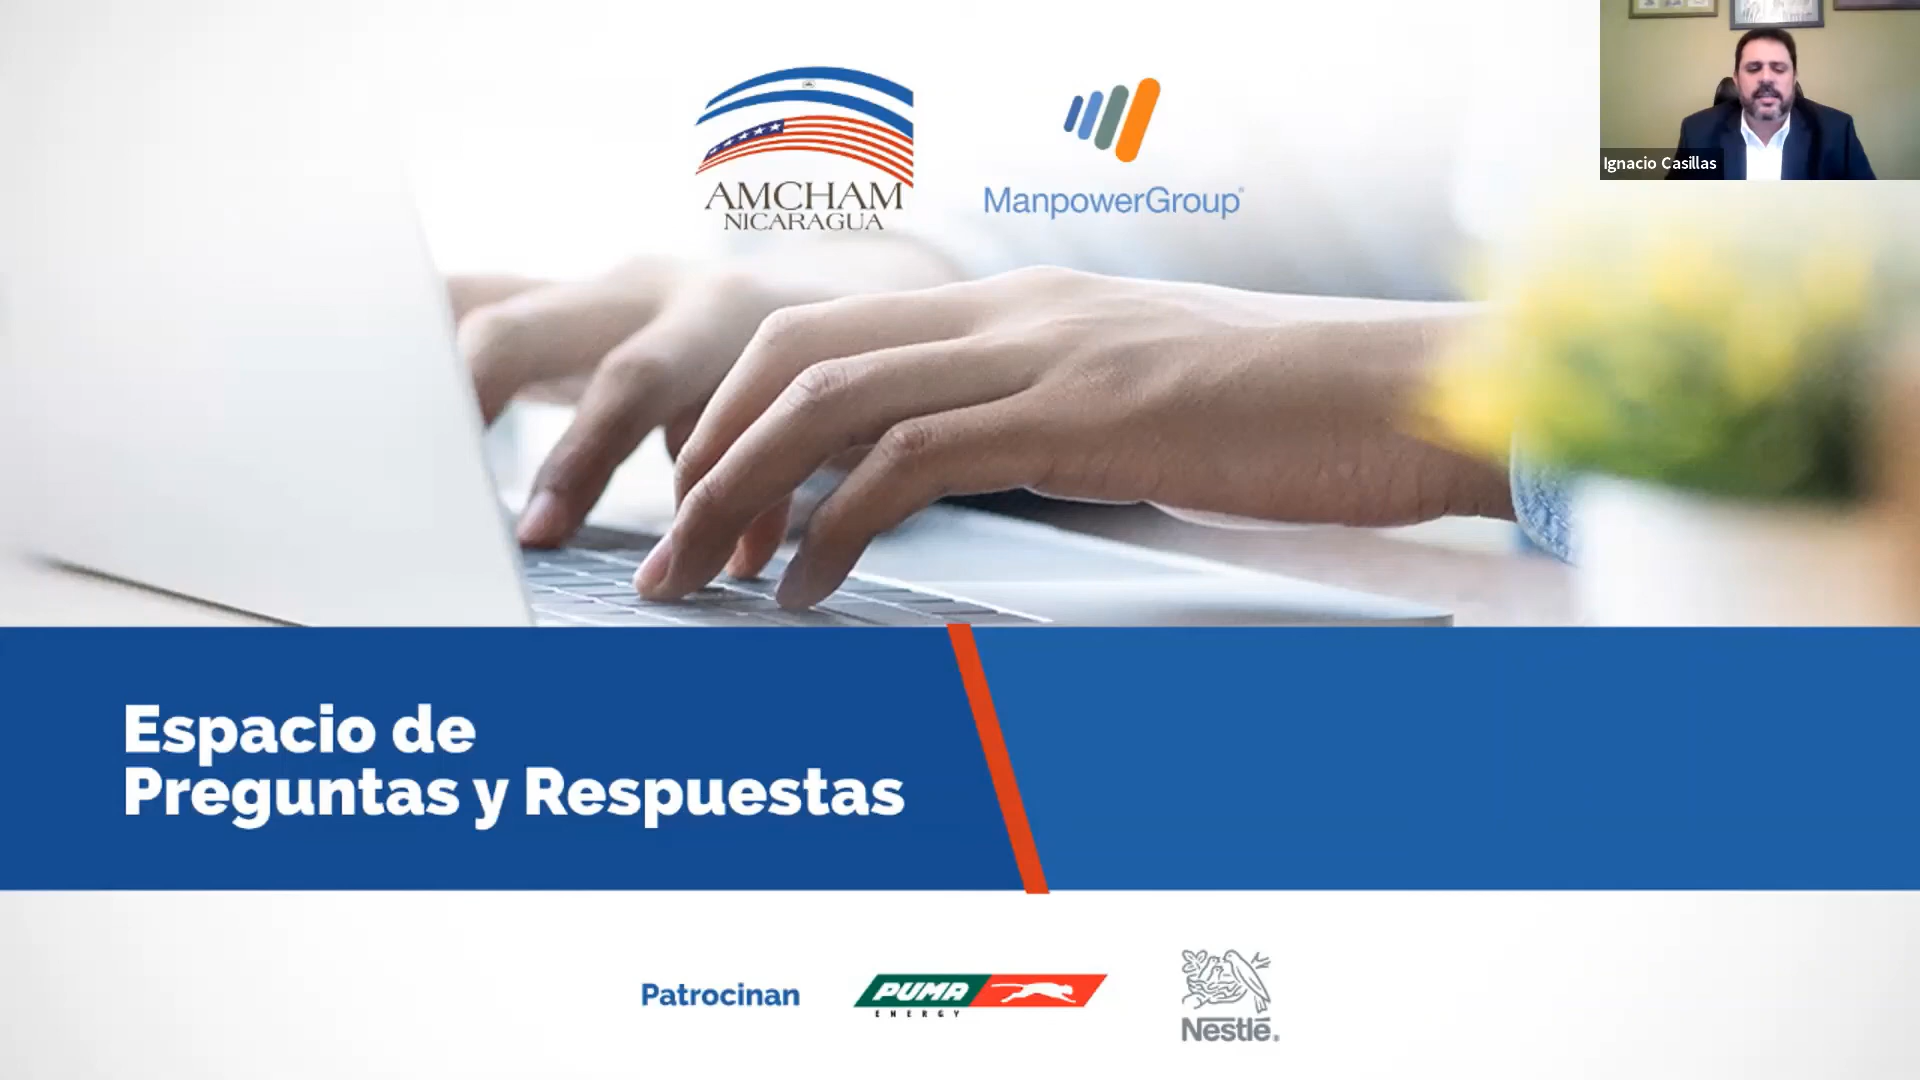 AMCHAM
NICARAGUA
ManpowerGroup®
Ignacio Casillas
Espacio de
Preguntas y Respuestas
Patrocinan
PUMA
ENERGY
Nestlé®